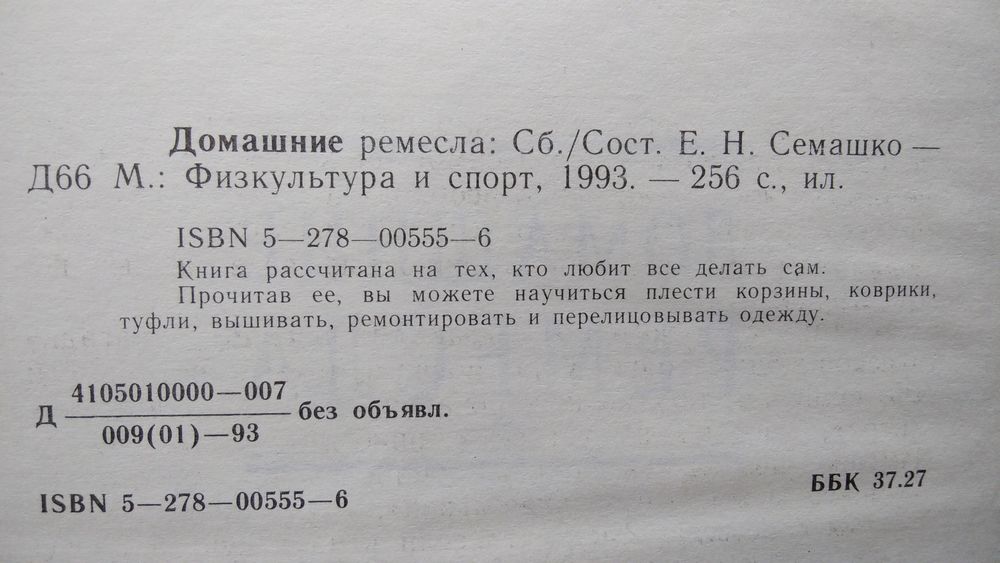 Домашние ремесла: Сб./Сост. Е. Н. Семашко —
Д66 М.: Физкультура и спорт, 1993. — 256 с., ил.
ISBN 5—278—00555—6
Книга рассчитана на тех, кто любит все делать сам.
Прочитав ее, вы можете научиться плести корзины, коврики,
туфли, вышивать, ремонтировать и перелицовывать одежду.
4105010000—007
Д без объявл.
009(01)—93
ISBN 5—278—00555—6
ББК 37.27